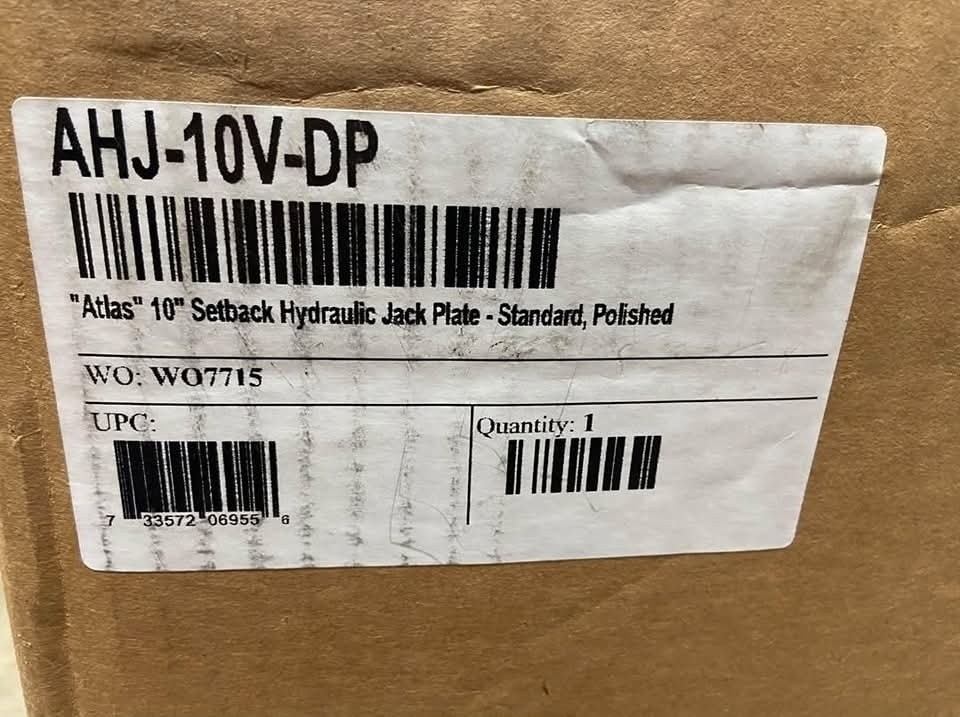 AHJ-10V-DP
"Atlas" 10" Setback Hydraulic Jack Plate - Standard, Polished
WO: WO7715
UPC:
7 33572 06955 6
Quantity: 1